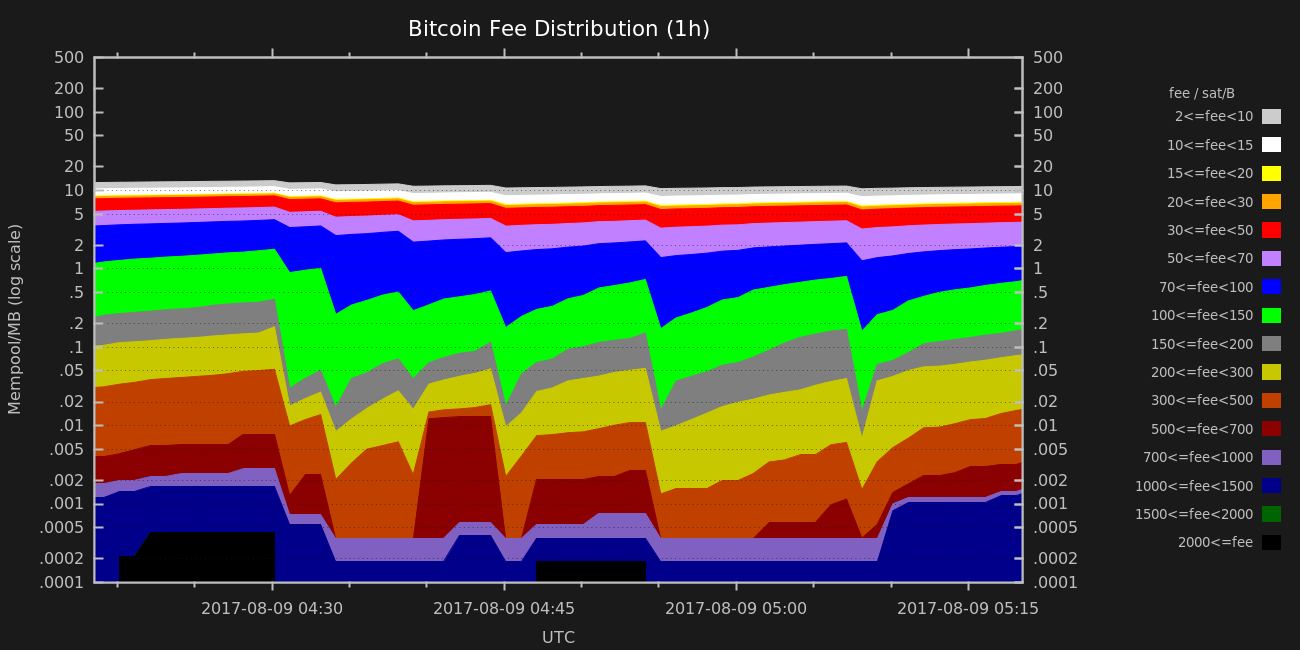 Bitcoin Fee Distribution (1h)
500 500
200 200
100 100
50 50
20 20
10 10
5 5
2 2
1 1
.5 .5
.2 .2
.1 .1
.05 .05
.02 .02
.01 .01
.005 .005
.002 .002
.001 .001
.0005 .0005
.0002 .0002
.0001 .0001
Mempool/MB (log scale)
2017-08-09 04:30 2017-08-09 04:45 2017-08-09 05:00 2017-08-09 05:15
UTC
fee / sat/B
2<=fee<10
10<=fee<15
15<=fee<20
20<=fee<30
30<=fee<50
50<=fee<70
70<=fee<100
100<=fee<150
150<=fee<200
200<=fee<300
300<=fee<500
500<=fee<700
700<=fee<1000
1000<=fee<1500
1500<=fee<2000
2000<=fee